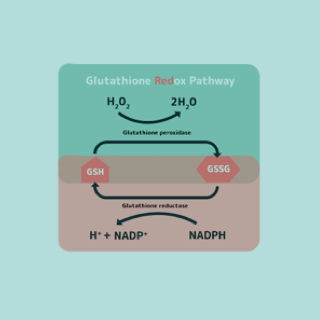 Glutathione Redox Pathway
H₂O₂ 2H₂O
Glutathione peroxidase
GSH GSSG
Glutathione reductase
H⁺ + NADP⁺ NADPH